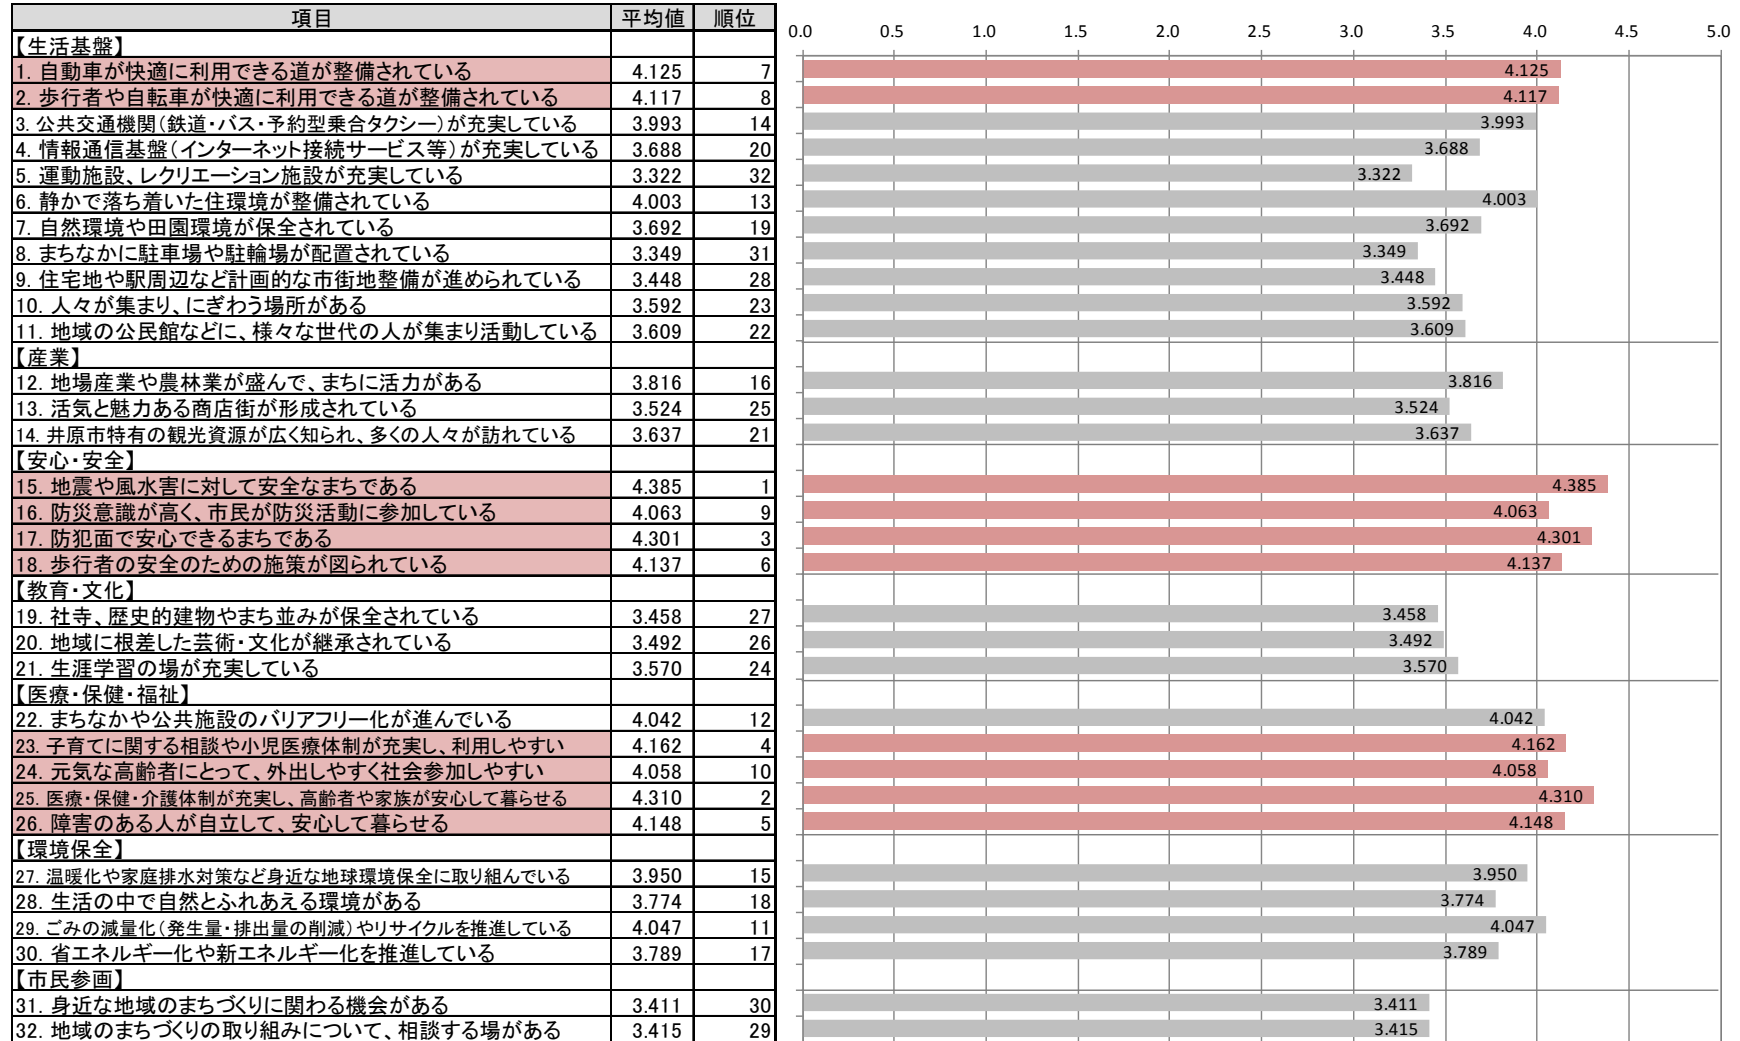 項目 平均値 順位
0.0 0.5 1.0 1.5 2.0 2.5 3.0 3.5 4.0 4.5 5.0
【生活基盤】
1. 自動車が快適に利用できる道が整備されている 4.125 7 4.125
2. 歩行者や自転車が快適に利用できる道が整備されている 4.117 8 4.117
3. 公共交通機関(鉄道・バス・予約型乗合タクシー)が充実している 3.993 14 3.993
4. 情報通信基盤(インターネット接続サービス等)が充実している 3.688 20 3.688
5. 運動施設、レクリエーション施設が充実している 3.322 32 3.322
6. 静かで落ち着いた住環境が整備されている 4.003 13 4.003
7. 自然環境や田園環境が保全されている 3.692 19 3.692
8. まちなかに駐車場や駐輪場が配置されている 3.349 31 3.349
9. 住宅地や駅周辺など計画的な市街地整備が進められている 3.448 28 3.448
10. 人々が集まり、にぎわう場所がある 3.592 23 3.592
11. 地域の公民館などに、様々な世代の人が集まり活動している 3.609 22 3.609
【産業】
12. 地場産業や農林業が盛んで、まちに活力がある 3.816 16 3.816
13. 活気と魅力ある商店街が形成されている 3.524 25 3.524
14. 井原市特有の観光資源が広く知られ、多くの人々が訪れている 3.637 21 3.637
【安心・安全】
15. 地震や風水害に対して安全なまちである 4.385 1 4.385
16. 防災意識が高く、市民が防災活動に参加している 4.063 9 4.063
17. 防犯面で安心できるまちである 4.301 3 4.301
18. 歩行者の安全のための施策が図られている 4.137 6 4.137
【教育・文化】
19. 社寺、歴史的建物やまち並みが保全されている 3.458 27 3.458
20. 地域に根差した芸術・文化が継承されている 3.492 26 3.492
21. 生涯学習の場が充実している 3.570 24 3.570
【医療・保健・福祉】
22. まちなかや公共施設のバリアフリー化が進んでいる 4.042 12 4.042
23. 子育てに関する相談や小児医療体制が充実し、利用しやすい 4.162 4 4.162
24. 元気な高齢者にとって、外出しやすく社会参加しやすい 4.058 10 4.058
25. 医療・保健・介護体制が充実し、高齢者や家族が安心して暮らせる 4.310 2 4.310
26. 障害のある人が自立して、安心して暮らせる 4.148 5 4.148
【環境保全】
27. 温暖化や家庭排水対策など身近な地球環境保全に取り組んでいる 3.950 15 3.950
28. 生活の中で自然とふれあえる環境がある 3.774 18 3.774
29. ごみの減量化(発生量・排出量の削減)やリサイクルを推進している 4.047 11 4.047
30. 省エネルギー化や新エネルギー化を推進している 3.789 17 3.789
【市民参画】
31. 身近な地域のまちづくりに関わる機会がある 3.411 30 3.411
32. 地域のまちづくりの取り組みについて、相談する場がある 3.415 29 3.415